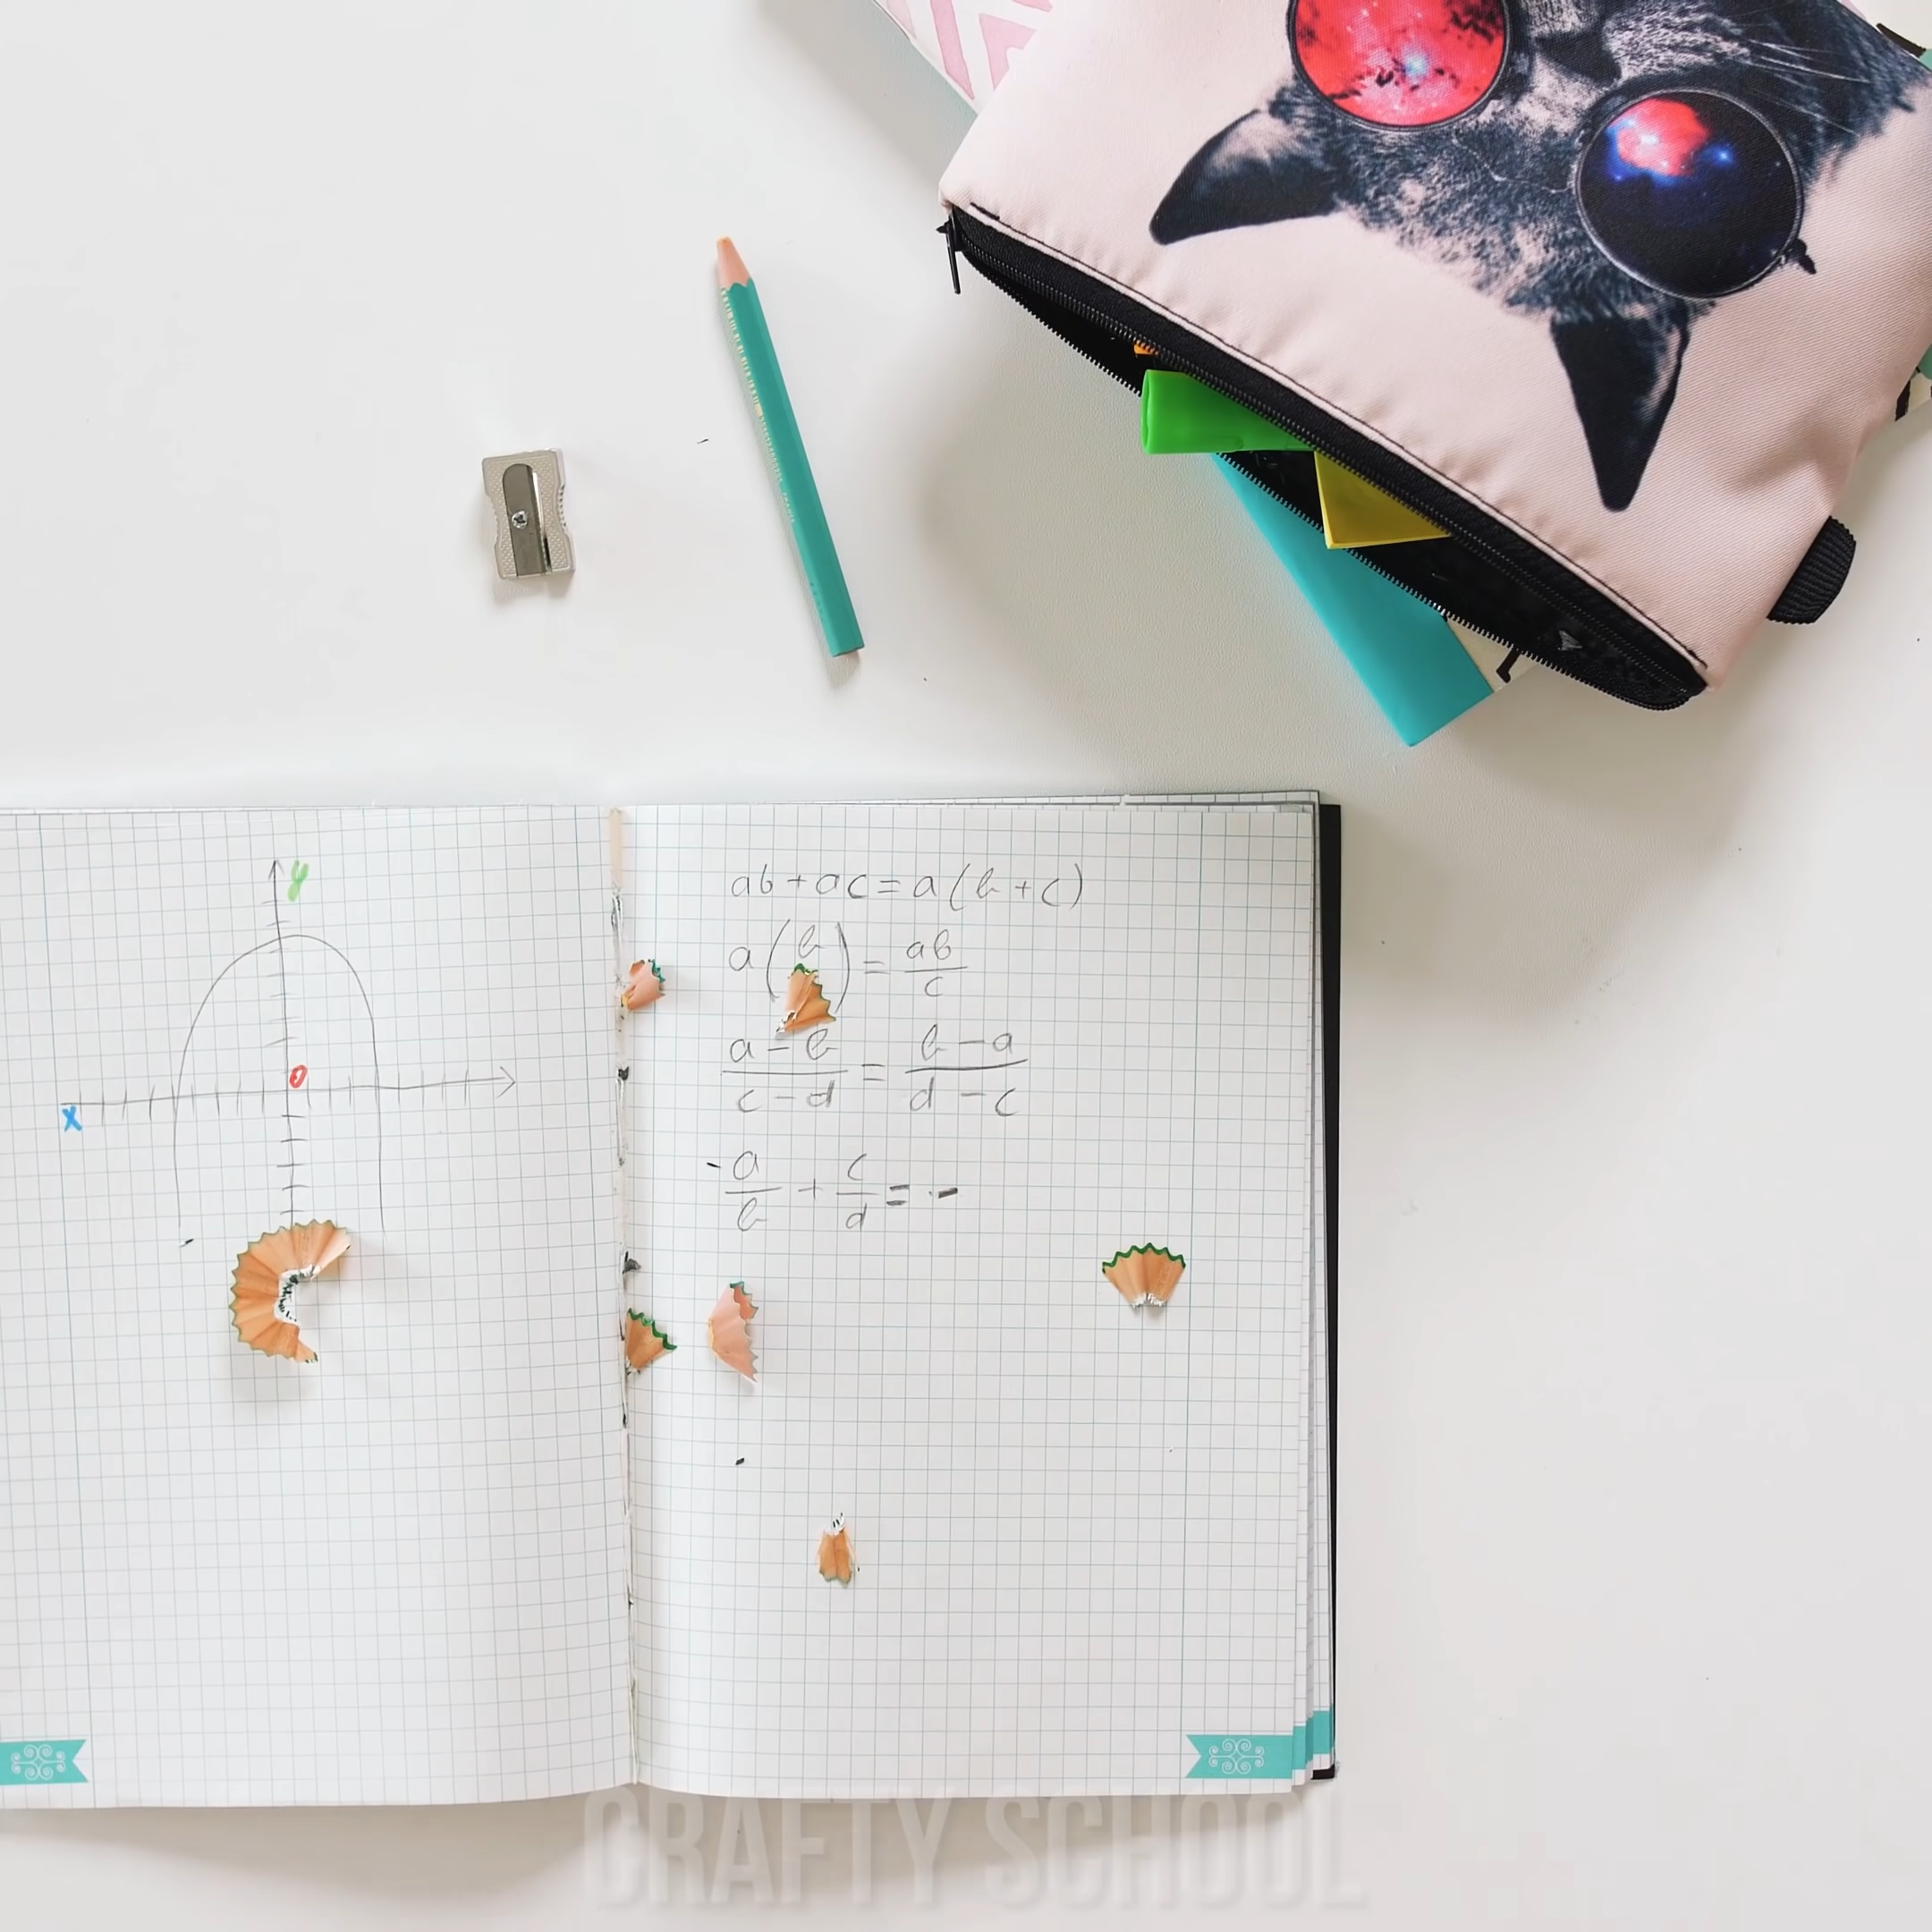 y
0
x
ab+ac=a(b+c)
a(b
)=ab/c
a-b/c-d=b-a/d-c
a/b+c/d=-
CRAFTY SCHOOL